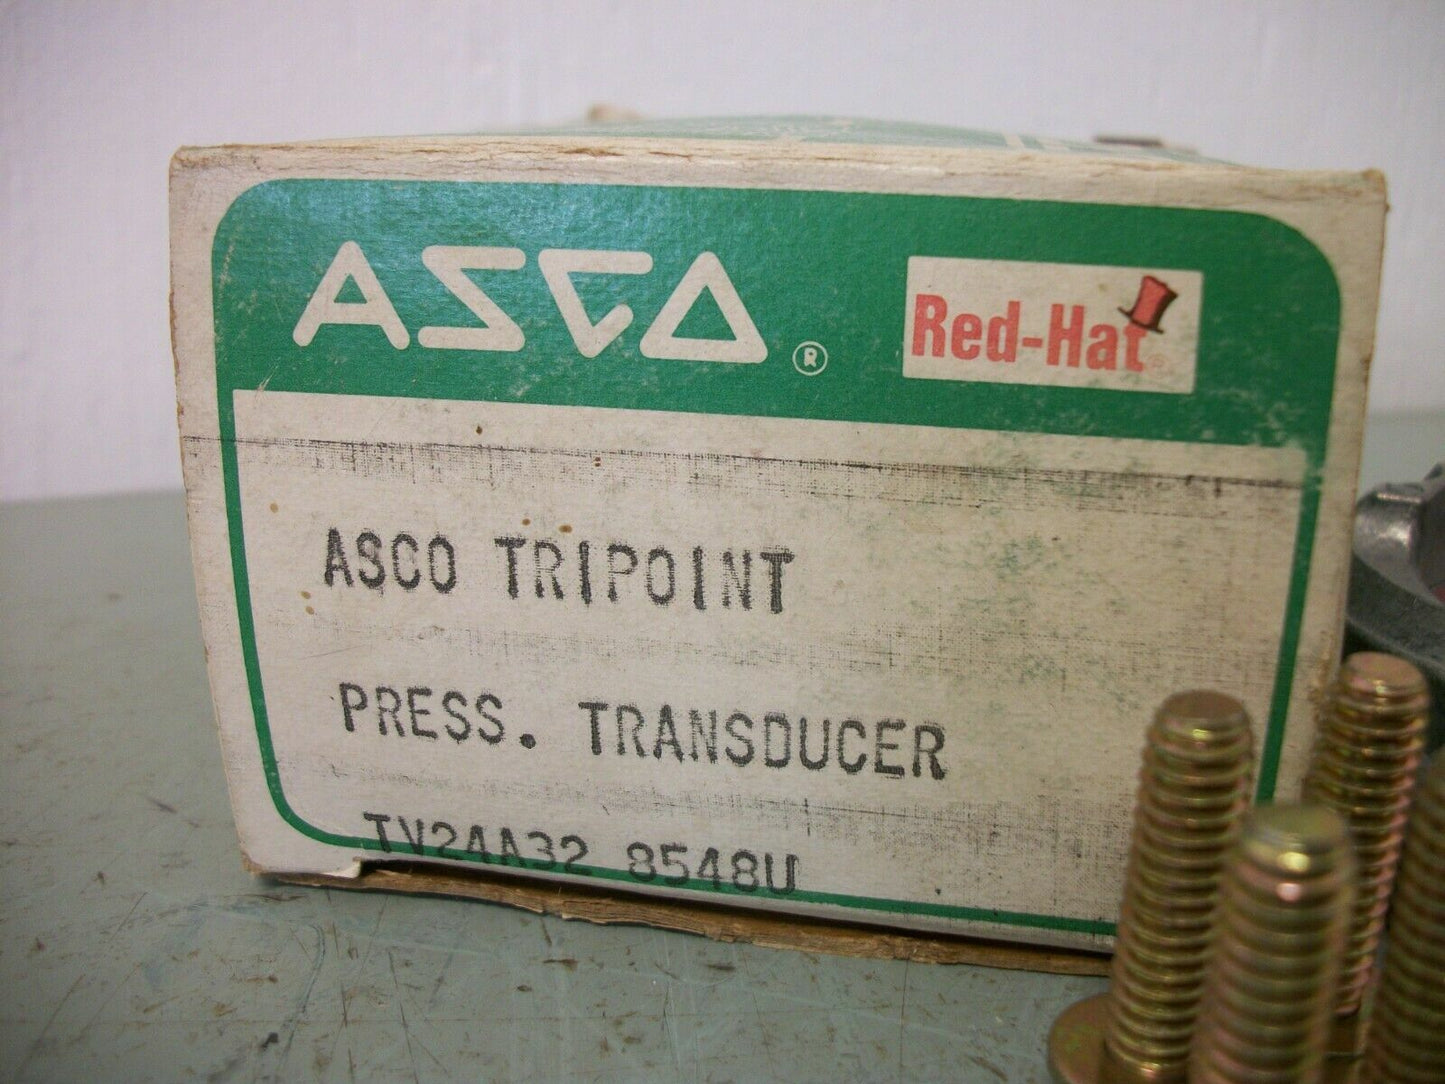 ASCO ®
Red-Hat ®
ASCO TRIPOINT
PRESS. TRANSDUCER
TV24A32 8548U